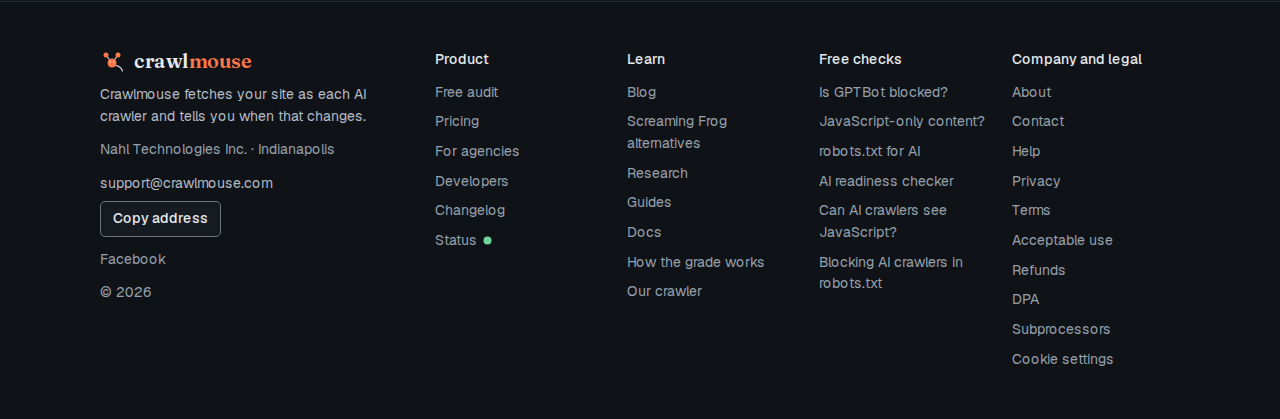 crawlmouse
Crawlmouse fetches your site as each AI
crawler and tells you when that changes.
Nahl Technologies Inc. · Indianapolis
support@crawlmouse.com
Copy address
Facebook
© 2026
Product
Free audit
Pricing
For agencies
Developers
Changelog
Status
Learn
Blog
Screaming Frog
alternatives
Research
Guides
Docs
How the grade works
Our crawler
Free checks
Is GPTBot blocked?
JavaScript-only content?
robots.txt for AI
AI readiness checker
Can AI crawlers see
JavaScript?
Blocking AI crawlers in
robots.txt
Company and legal
About
Contact
Help
Privacy
Terms
Acceptable use
Refunds
DPA
Subprocessors
Cookie settings